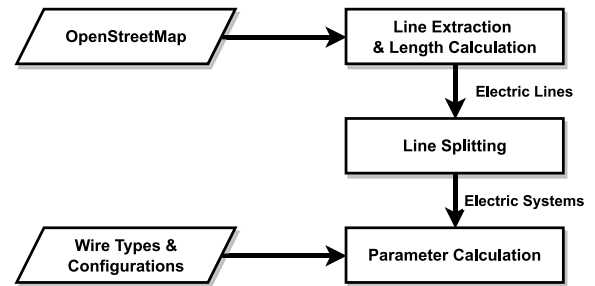 OpenStreetMap
Line Extraction
& Length Calculation
Electric Lines
Line Splitting
Electric Systems
Wire Types &
Configurations
Parameter Calculation